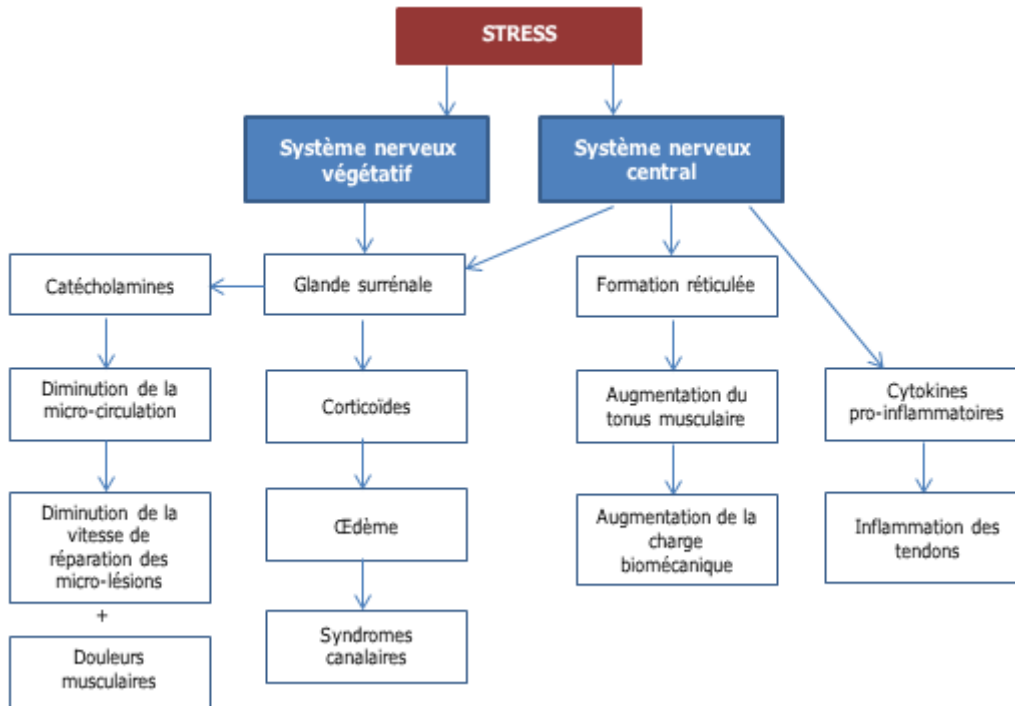 STRESS
Système nerveux
végétatif
Système nerveux
central
Catécholamines
Glande surrénale
Formation réticulée
Diminution de la
micro-circulation
Corticoïdes
Augmentation du
tonus musculaire
Cytokines
pro-inflammatoires
Diminution de la
vitesse de
réparation des
micro-lésions
Œdème
Augmentation de la
charge
biomécanique
Inflammation des
tendons
+
Douleurs
musculaires
Syndromes
canalaires